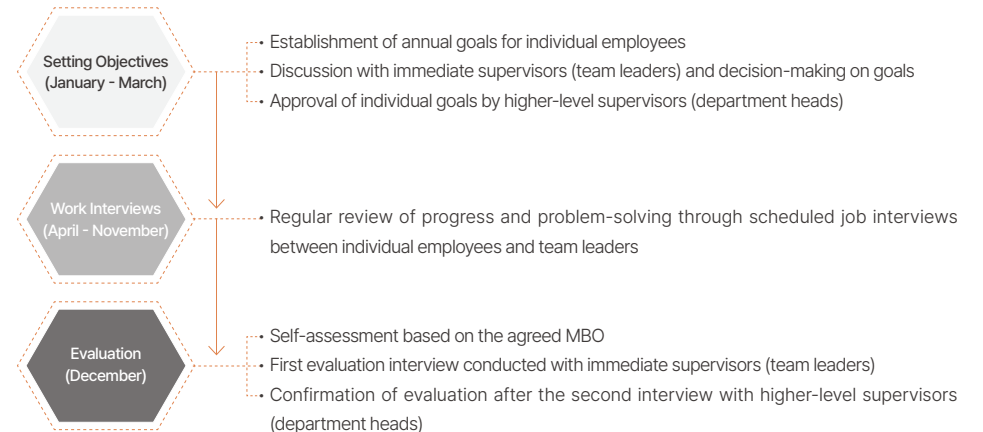 Setting Objectives
(January - March)
• Establishment of annual goals for individual employees
• Discussion with immediate supervisors (team leaders) and decision-making on goals
• Approval of individual goals by higher-level supervisors (department heads)
Work Interviews
(April - November)
• Regular review of progress and problem-solving through scheduled job interviews
between individual employees and team leaders
Evaluation
(December)
• Self-assessment based on the agreed MBO
• First evaluation interview conducted with immediate supervisors (team leaders)
• Confirmation of evaluation after the second interview with higher-level supervisors
(department heads)